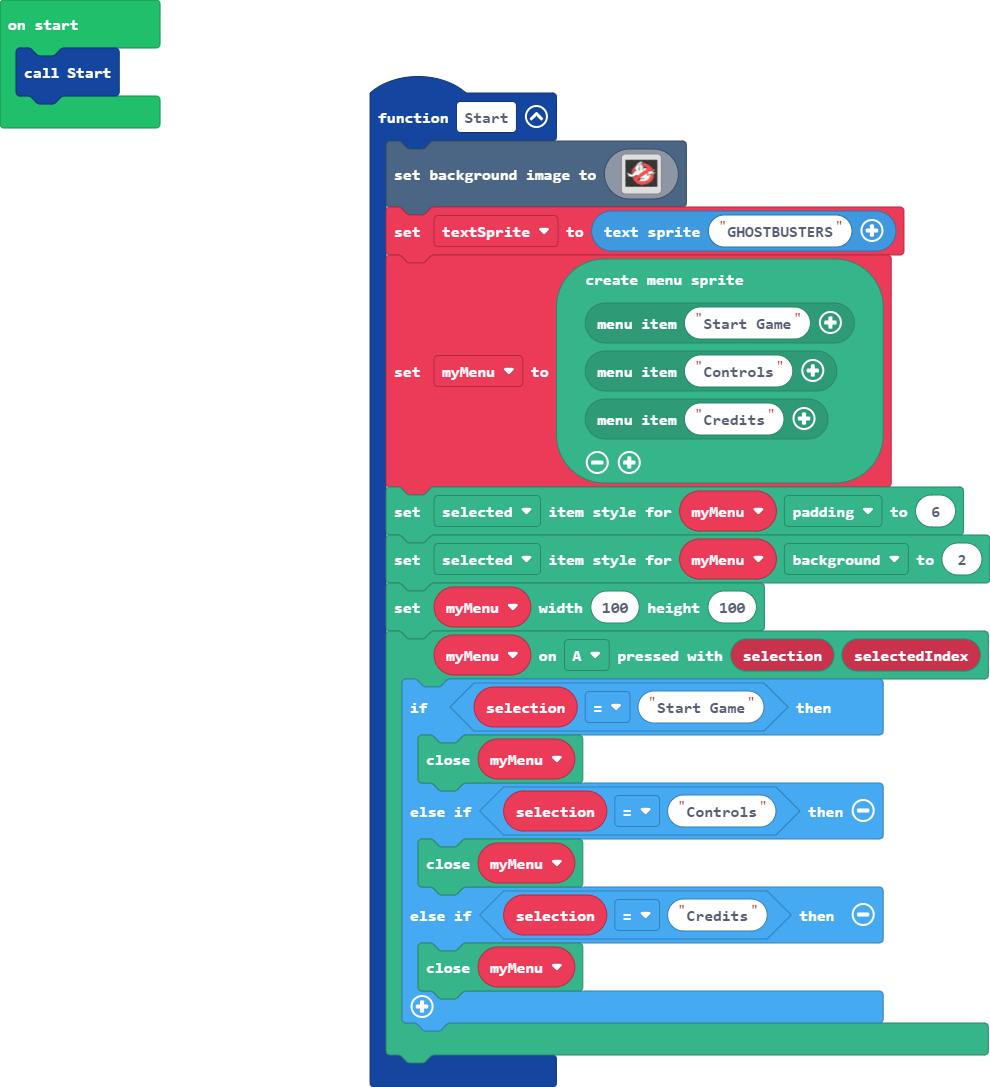 on start
call Start
function Start
set background image to
set textSprite to text sprite "GHOSTBUSTERS"
create menu sprite
menu item "Start Game"
set myMenu to menu item "Controls"
menu item "Credits"
set selected item style for myMenu padding to 6
set selected item style for myMenu background to 2
set myMenu width 100 height 100
myMenu on A pressed with selection selectedIndex
if selection = "Start Game" then
close myMenu
else if selection = "Controls" then
close myMenu
else if selection = "Credits" then
close myMenu